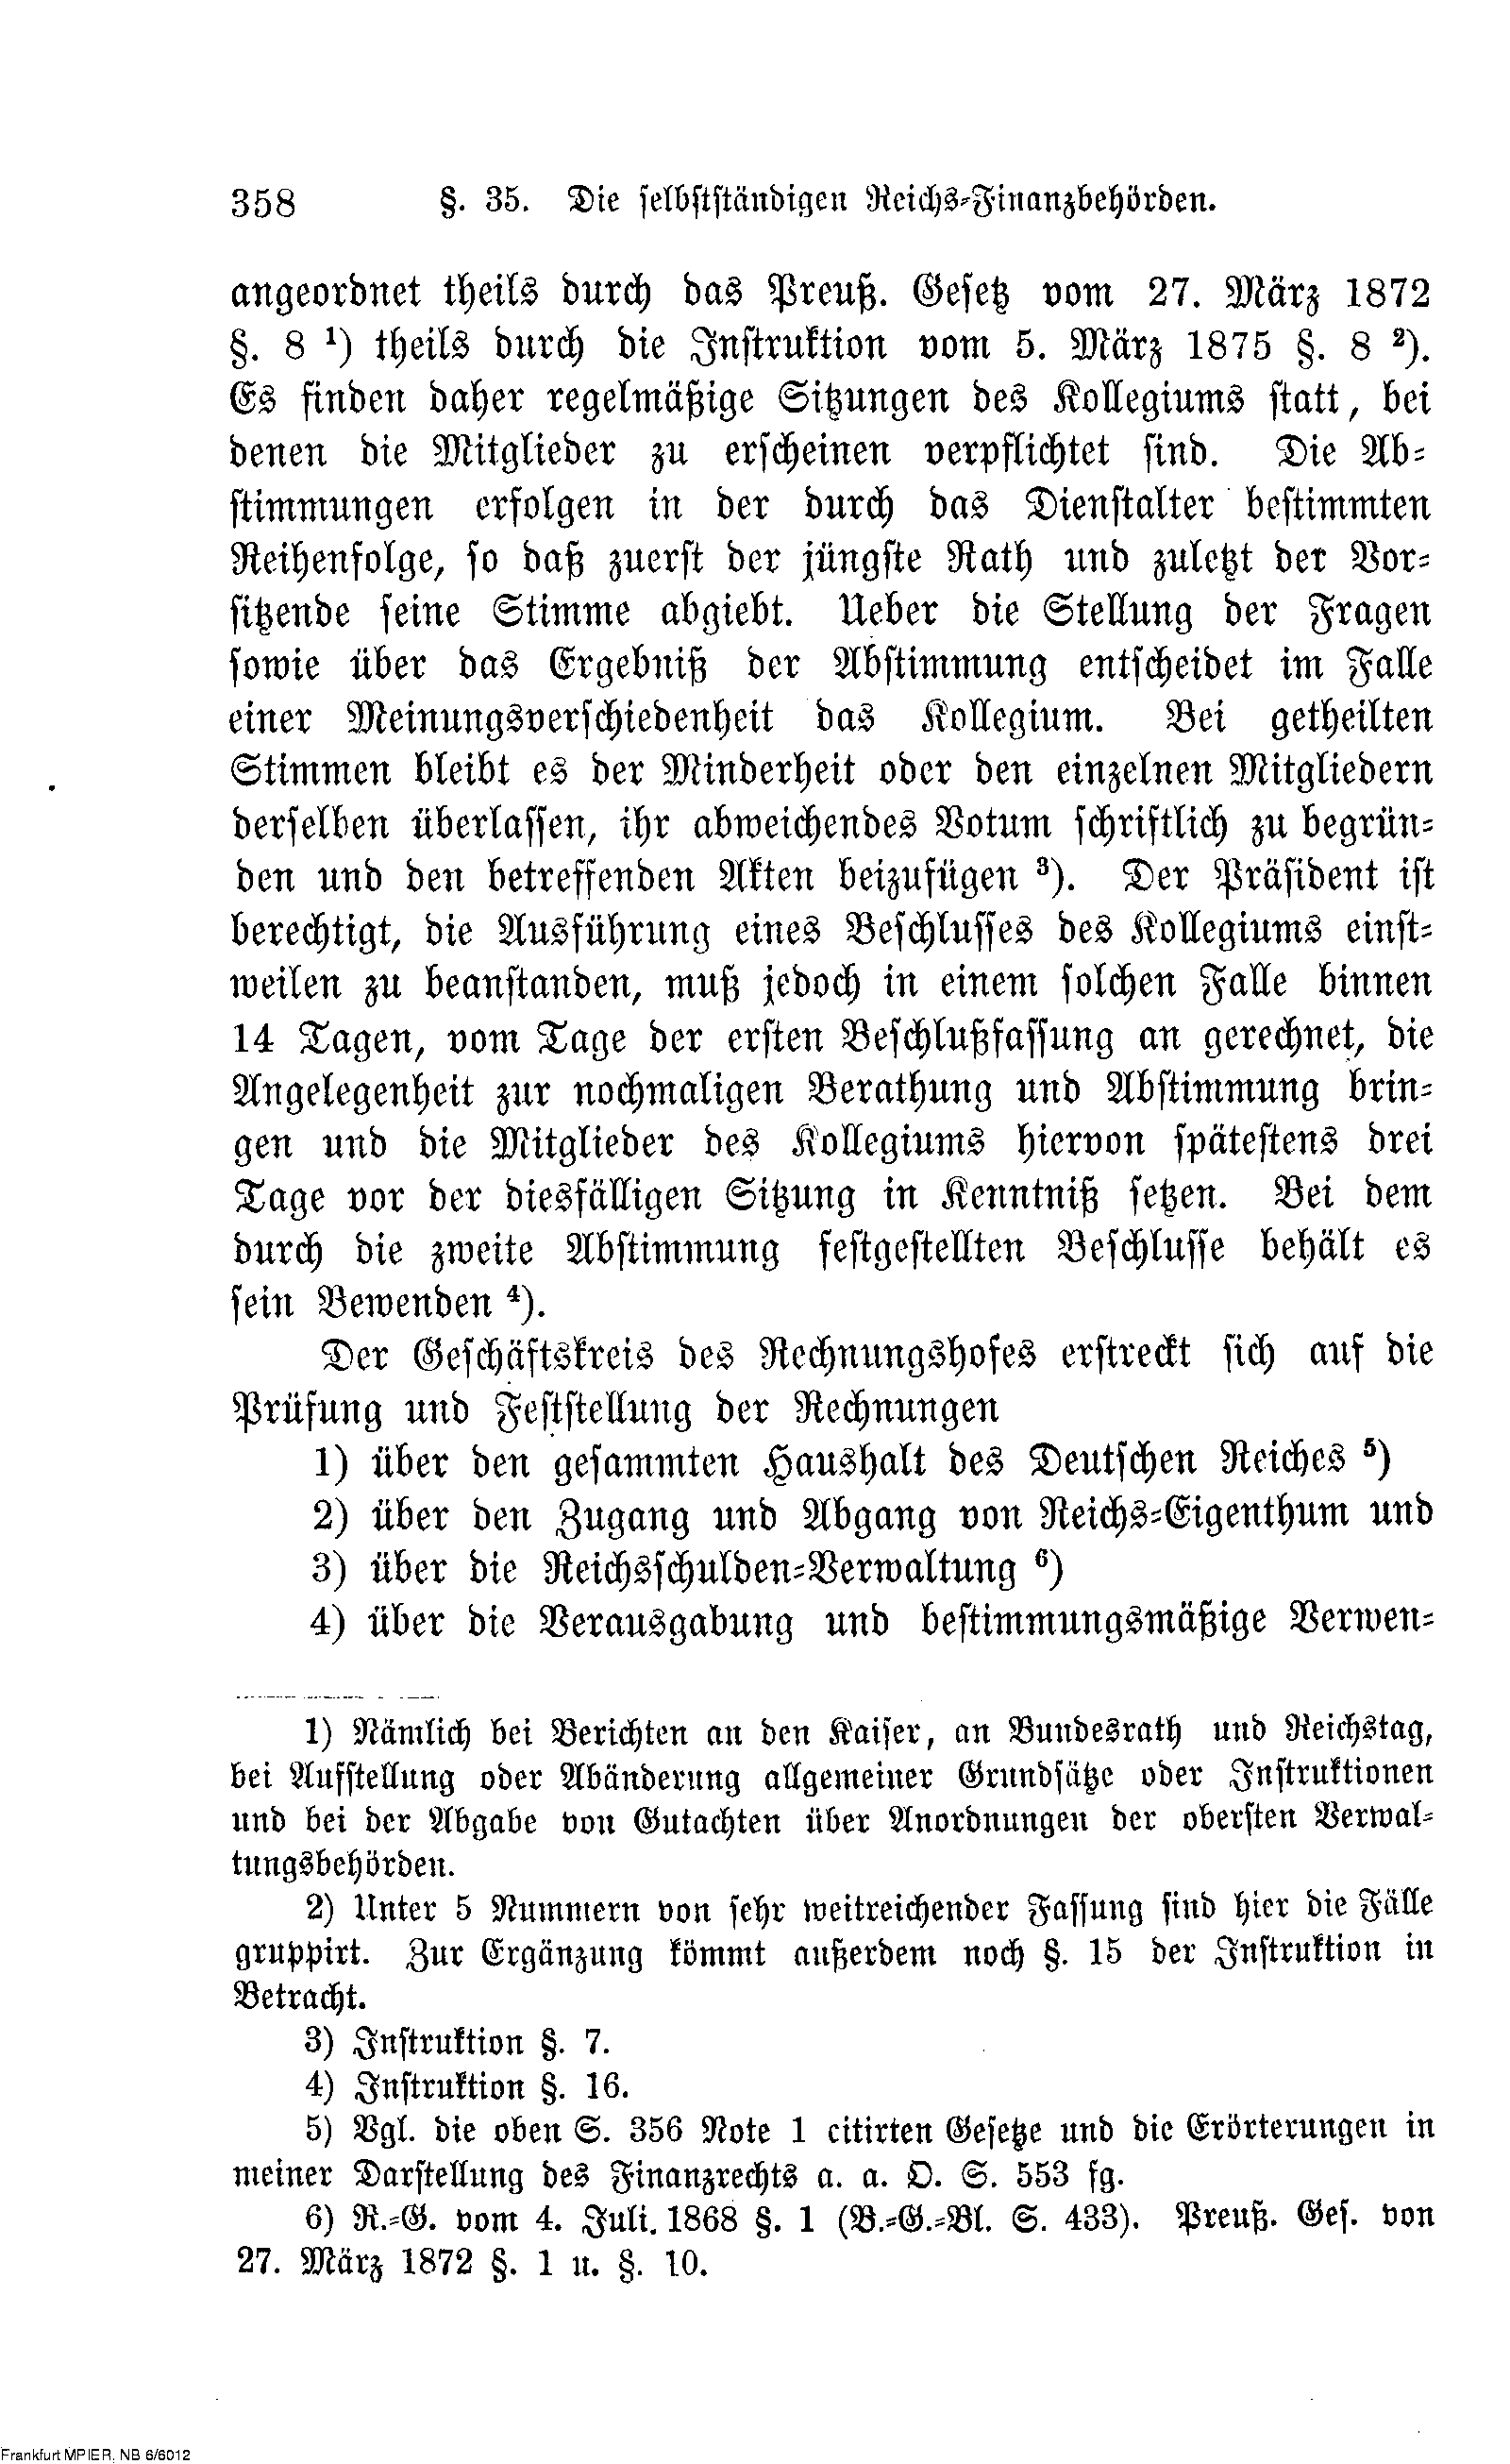 358 §. 35. Die selbstständigen Reichs-Finanzbehörden.
angeordnet theils durch das Preuß. Gesetz vom 27. März 1872
§. 8 ¹) theils durch die Instruktion vom 5. März 1875 §. 8 ²).
Es finden daher regelmäßige Sitzungen des Kollegiums statt, bei
denen die Mitglieder zu erscheinen verpflichtet sind. Die Ab-
stimmungen erfolgen in der durch das Dienstalter bestimmten
Reihenfolge, so daß zuerst der jüngste Rath und zuletzt der Vor-
sitzende seine Stimme abgiebt. Ueber die Stellung der Fragen
sowie über das Ergebniß der Abstimmung entscheidet im Falle
einer Meinungsverschiedenheit das Kollegium. Bei getheilten
Stimmen bleibt es der Minderheit oder den einzelnen Mitgliedern
derselben überlassen, ihr abweichendes Votum schriftlich zu begrün-
den und den betreffenden Akten beizufügen ³). Der Präsident ist
berechtigt, die Ausführung eines Beschlusses des Kollegiums einst-
weilen zu beanstanden, muß jedoch in einem solchen Falle binnen
14 Tagen, vom Tage der ersten Beschlußfassung an gerechnet, die
Angelegenheit zur nochmaligen Berathung und Abstimmung brin-
gen und die Mitglieder des Kollegiums hiervon spätestens drei
Tage vor der diesfälligen Sitzung in Kenntniß setzen. Bei dem
durch die zweite Abstimmung festgestellten Beschlusse behält es
sein Bewenden ⁴).
Der Geschäftskreis des Rechnungshofes erstreckt sich auf die
Prüfung und Feststellung der Rechnungen
1) über den gesammten Haushalt des Deutschen Reiches ⁵)
2) über den Zugang und Abgang von Reichs-Eigenthum und
3) über die Reichsschulden-Verwaltung ⁶)
4) über die Verausgabung und bestimmungsmäßige Verwen-
1) Nämlich bei Berichten an den Kaiser, an Bundesrath und Reichstag,
bei Aufstellung oder Abänderung allgemeiner Grundsätze oder Instruktionen
und bei der Abgabe von Gutachten über Anordnungen der obersten Verwal-
tungsbehörden.
2) Unter 5 Nummern von sehr weitreichender Fassung sind hier die Fälle
gruppirt. Zur Ergänzung kömmt außerdem noch §. 15 der Instruktion in
Betracht.
3) Instruktion §. 7.
4) Instruktion §. 16.
5) Vgl. die oben S. 356 Note 1 citirten Gesetze und die Erörterungen in
meiner Darstellung des Finanzrechts a. a. O. S. 553 fg.
6) R.-G. vom 4. Juli. 1868 §. 1 (B.-G.-Bl. S. 433). Preuß. Ges. von
27. März 1872 §. 1 u. §. 10.
Frankfurt MPIER, NB 6/6012